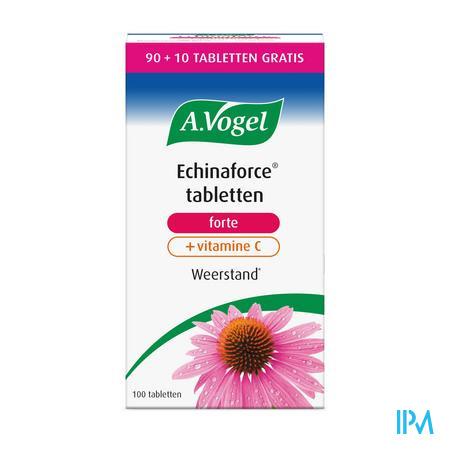 90 + 10 TABLETTEN GRATIS
A.Vogel
Echinaforce®
tabletten
forte
+ vitamine C
Weerstand*
100 tabletten
IPM